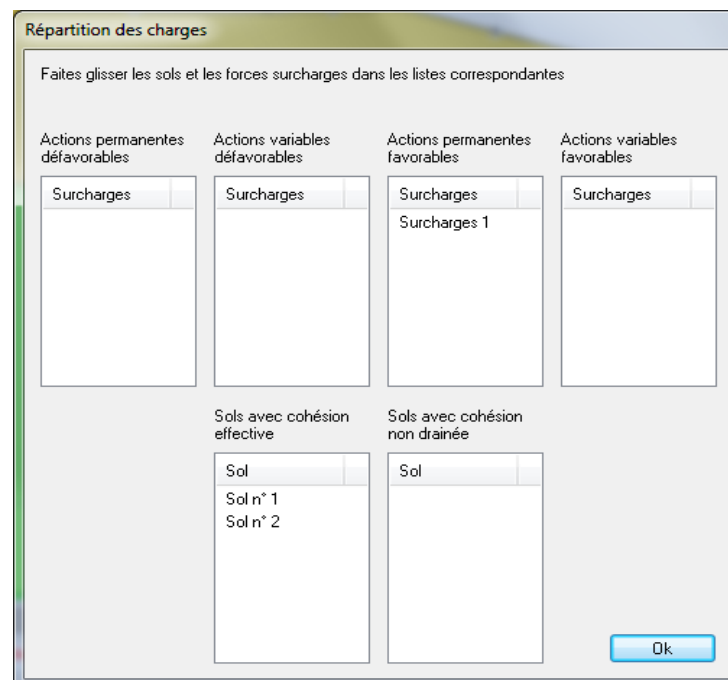 Répartition des charges
Faites glisser les sols et les forces surcharges dans les listes correspondantes
Actions permanentes
défavorables
Actions variables
défavorables
Actions permanentes
favorables
Actions variables
favorables
Surcharges
Surcharges
Surcharges
Surcharges
Surcharges 1
Sols avec cohésion
effective
Sols avec cohésion
non drainée
Sol
Sol
Sol n° 1
Sol n° 2
Ok